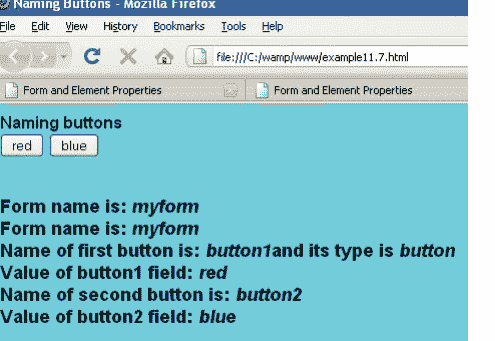 Naming Buttons - Mozilla Firefox
File Edit View History Bookmarks Tools Help
file:///C:/wamp/www/example11.7.html
Form and Element Properties Form and Element Properties
Naming buttons
red blue
Form name is: myform
Form name is: myform
Name of first button is: button1and its type is button
Value of button1 field: red
Name of second button is: button2
Value of button2 field: blue